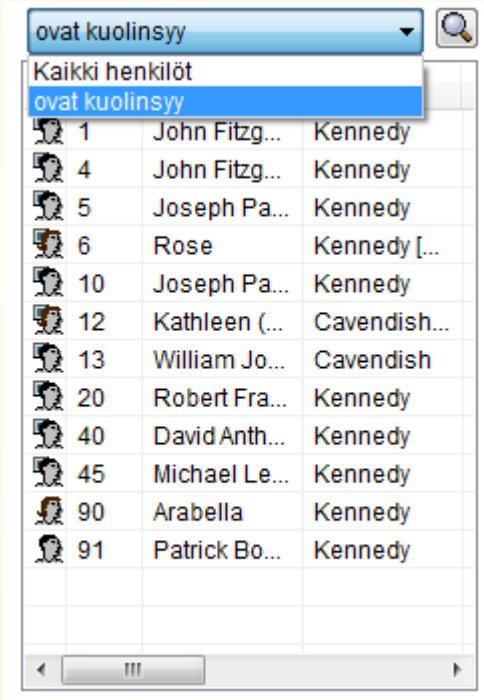 ovat kuolinsyy
Kaikki henkilöt
ovat kuolinsyy
1 John Fitzg... Kennedy
4 John Fitzg... Kennedy
5 Joseph Pa... Kennedy
6 Rose Kennedy [...
10 Joseph Pa... Kennedy
12 Kathleen (... Cavendish...
13 William Jo... Cavendish
20 Robert Fra... Kennedy
40 David Anth... Kennedy
45 Michael Le... Kennedy
90 Arabella Kennedy
91 Patrick Bo... Kennedy